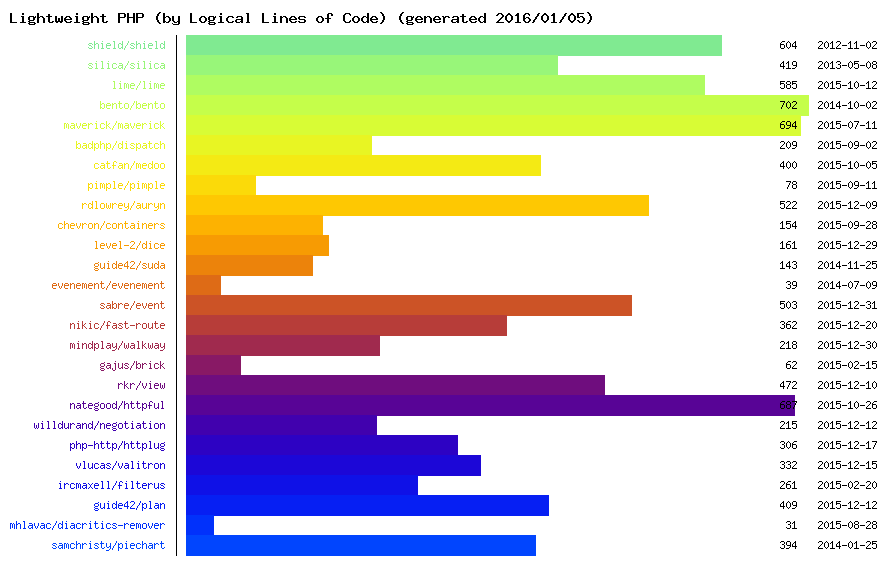 Lightweight PHP (by Logical Lines of Code) (generated 2016/01/05)
shield/shield 604 2012-11-02
silica/silica 419 2013-05-08
lime/lime 585 2015-10-12
bento/bento 702 2014-10-02
maverick/maverick 694 2015-07-11
badphp/dispatch 209 2015-09-02
catfan/medoo 400 2015-10-05
pimple/pimple 78 2015-09-11
rdlowrey/auryn 522 2015-12-09
chevron/containers 154 2015-09-28
level-2/dice 161 2015-12-29
guide42/suda 143 2014-11-25
evenement/evenement 39 2014-07-09
sabre/event 503 2015-12-31
nikic/fast-route 362 2015-12-20
mindplay/walkway 218 2015-12-30
gajus/brick 62 2015-02-15
rkr/view 472 2015-12-10
nategood/httpful 687 2015-10-26
willdurand/negotiation 215 2015-12-12
php-http/httplug 306 2015-12-17
vlucas/valitron 332 2015-12-15
ircmaxell/filterus 261 2015-02-20
guide42/plan 409 2015-12-12
mhlavac/diacritics-remover 31 2015-08-28
samchristy/piechart 394 2014-01-25